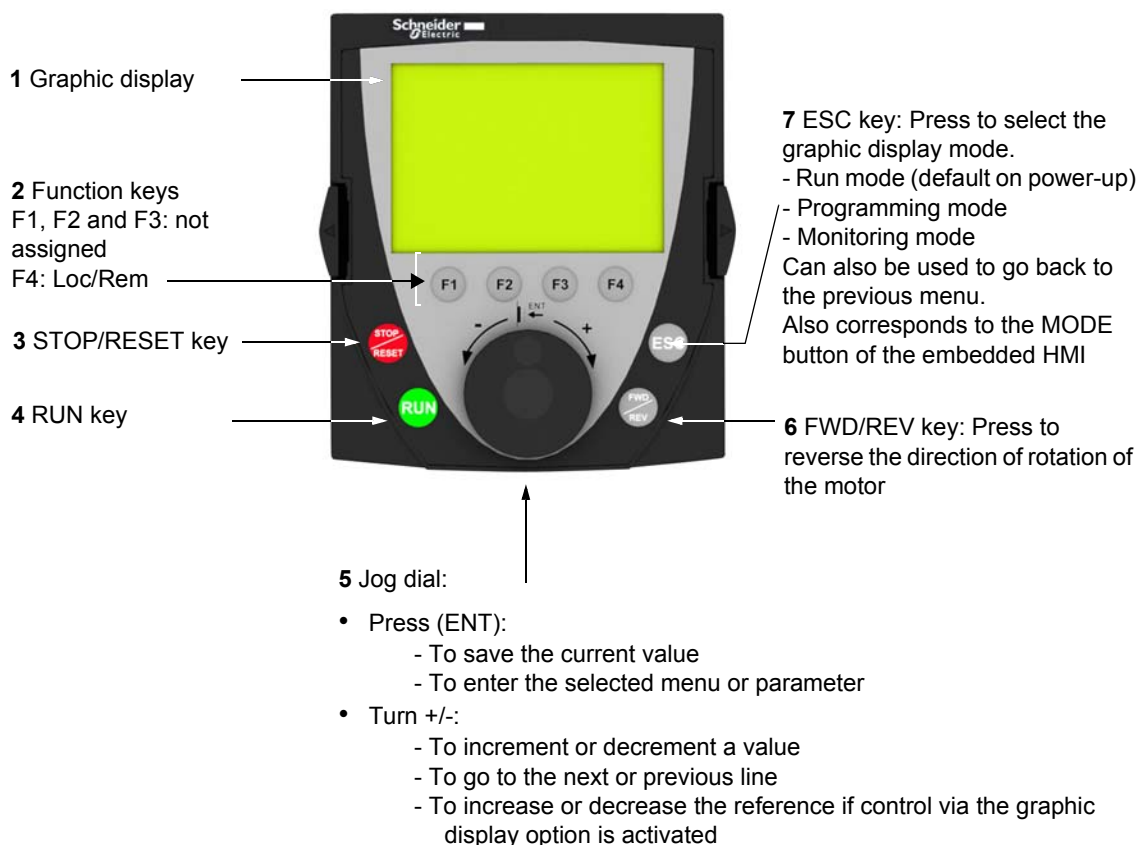 Schneider
Electric
1 Graphic display
2 Function keys
F1, F2 and F3: not
assigned
F4: Loc/Rem
3 STOP/RESET key
4 RUN key
F1 F2 F3 F4
ENT
- +
STOP
RESET
RUN
ESC
FWD
REV
7 ESC key: Press to select the
graphic display mode.
- Run mode (default on power-up)
- Programming mode
- Monitoring mode
Can also be used to go back to
the previous menu.
Also corresponds to the MODE
button of the embedded HMI
6 FWD/REV key: Press to
reverse the direction of rotation of
the motor
5 Jog dial:
• Press (ENT):
- To save the current value
- To enter the selected menu or parameter
• Turn +/-:
- To increment or decrement a value
- To go to the next or previous line
- To increase or decrease the reference if control via the graphic
display option is activated